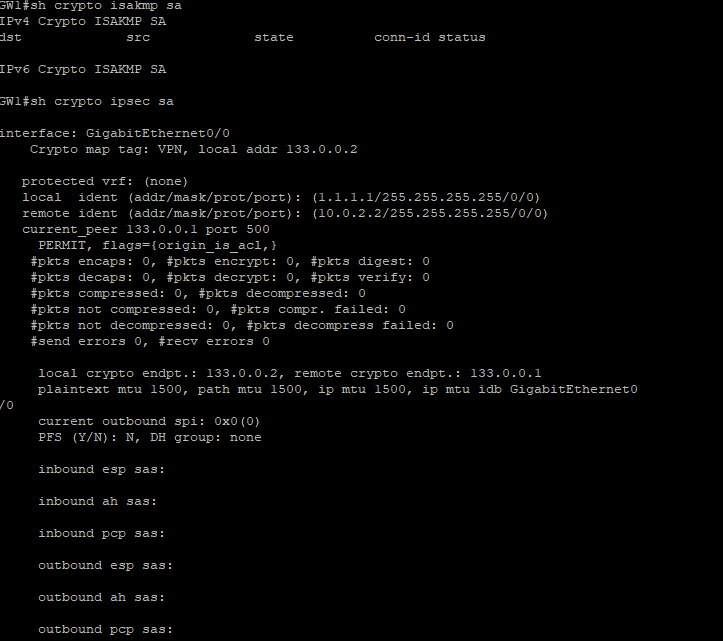 GW1#sh crypto isakmp sa
IPv4 Crypto ISAKMP SA
dst             src             state          conn-id status

IPv6 Crypto ISAKMP SA

GW1#sh crypto ipsec sa

interface: GigabitEthernet0/0
    Crypto map tag: VPN, local addr 133.0.0.2

   protected vrf: (none)
   local  ident (addr/mask/prot/port): (1.1.1.1/255.255.255.255/0/0)
   remote ident (addr/mask/prot/port): (10.0.2.2/255.255.255.255/0/0)
   current_peer 133.0.0.1 port 500
     PERMIT, flags={origin_is_acl,}
    #pkts encaps: 0, #pkts encrypt: 0, #pkts digest: 0
    #pkts decaps: 0, #pkts decrypt: 0, #pkts verify: 0
    #pkts compressed: 0, #pkts decompressed: 0
    #pkts not compressed: 0, #pkts compr. failed: 0
    #pkts not decompressed: 0, #pkts decompress failed: 0
    #send errors 0, #recv errors 0

     local crypto endpt.: 133.0.0.2, remote crypto endpt.: 133.0.0.1
     plaintext mtu 1500, path mtu 1500, ip mtu 1500, ip mtu idb GigabitEthernet0
/0
     current outbound spi: 0x0(0)
     PFS (Y/N): N, DH group: none

     inbound esp sas:

     inbound ah sas:

     inbound pcp sas:

     outbound esp sas:

     outbound ah sas:

     outbound pcp sas: